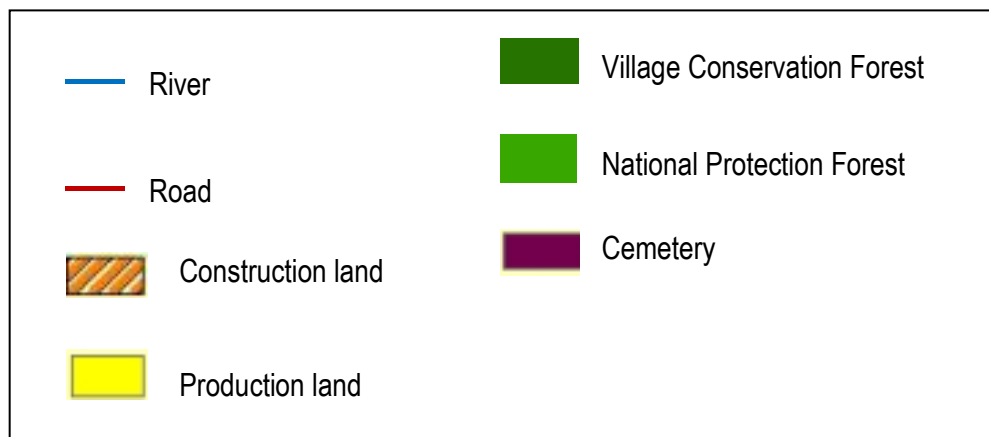 River
Road
Construction land
Production land
Village Conservation Forest
National Protection Forest
Cemetery